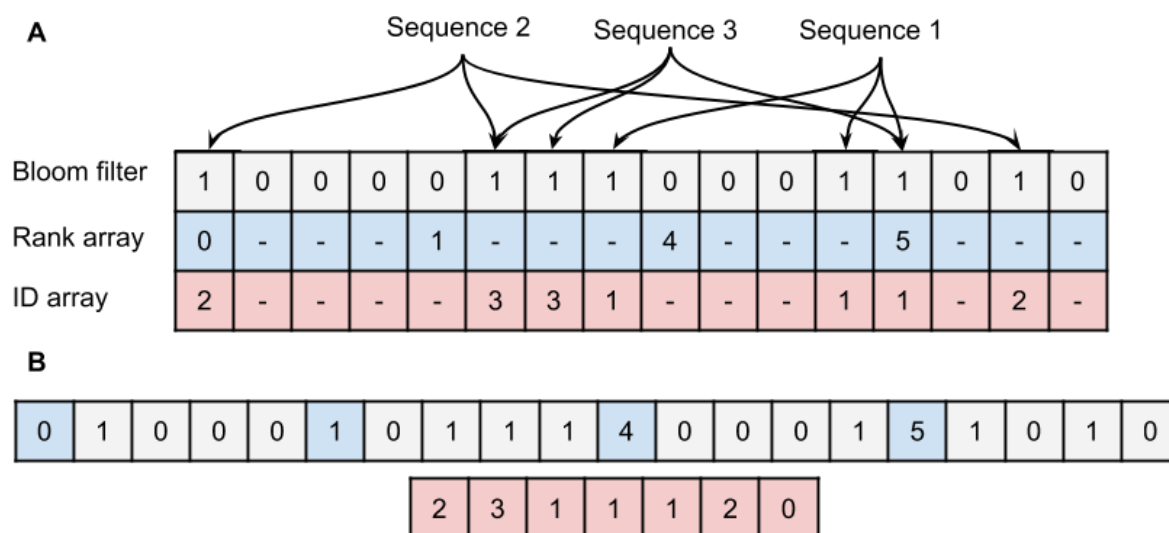 A
Sequence 2 Sequence 3 Sequence 1
Bloom filter 1 0 0 0 0 1 1 1 0 0 0 1 1 0 1 0
Rank array 0 - - - 1 - - - 4 - - - 5 - - -
ID array 2 - - - - 3 3 1 - - - 1 1 - 2 -
B
0 1 0 0 0 1 0 1 1 1 4 0 0 0 1 5 1 0 1 0
2 3 1 1 1 2 0